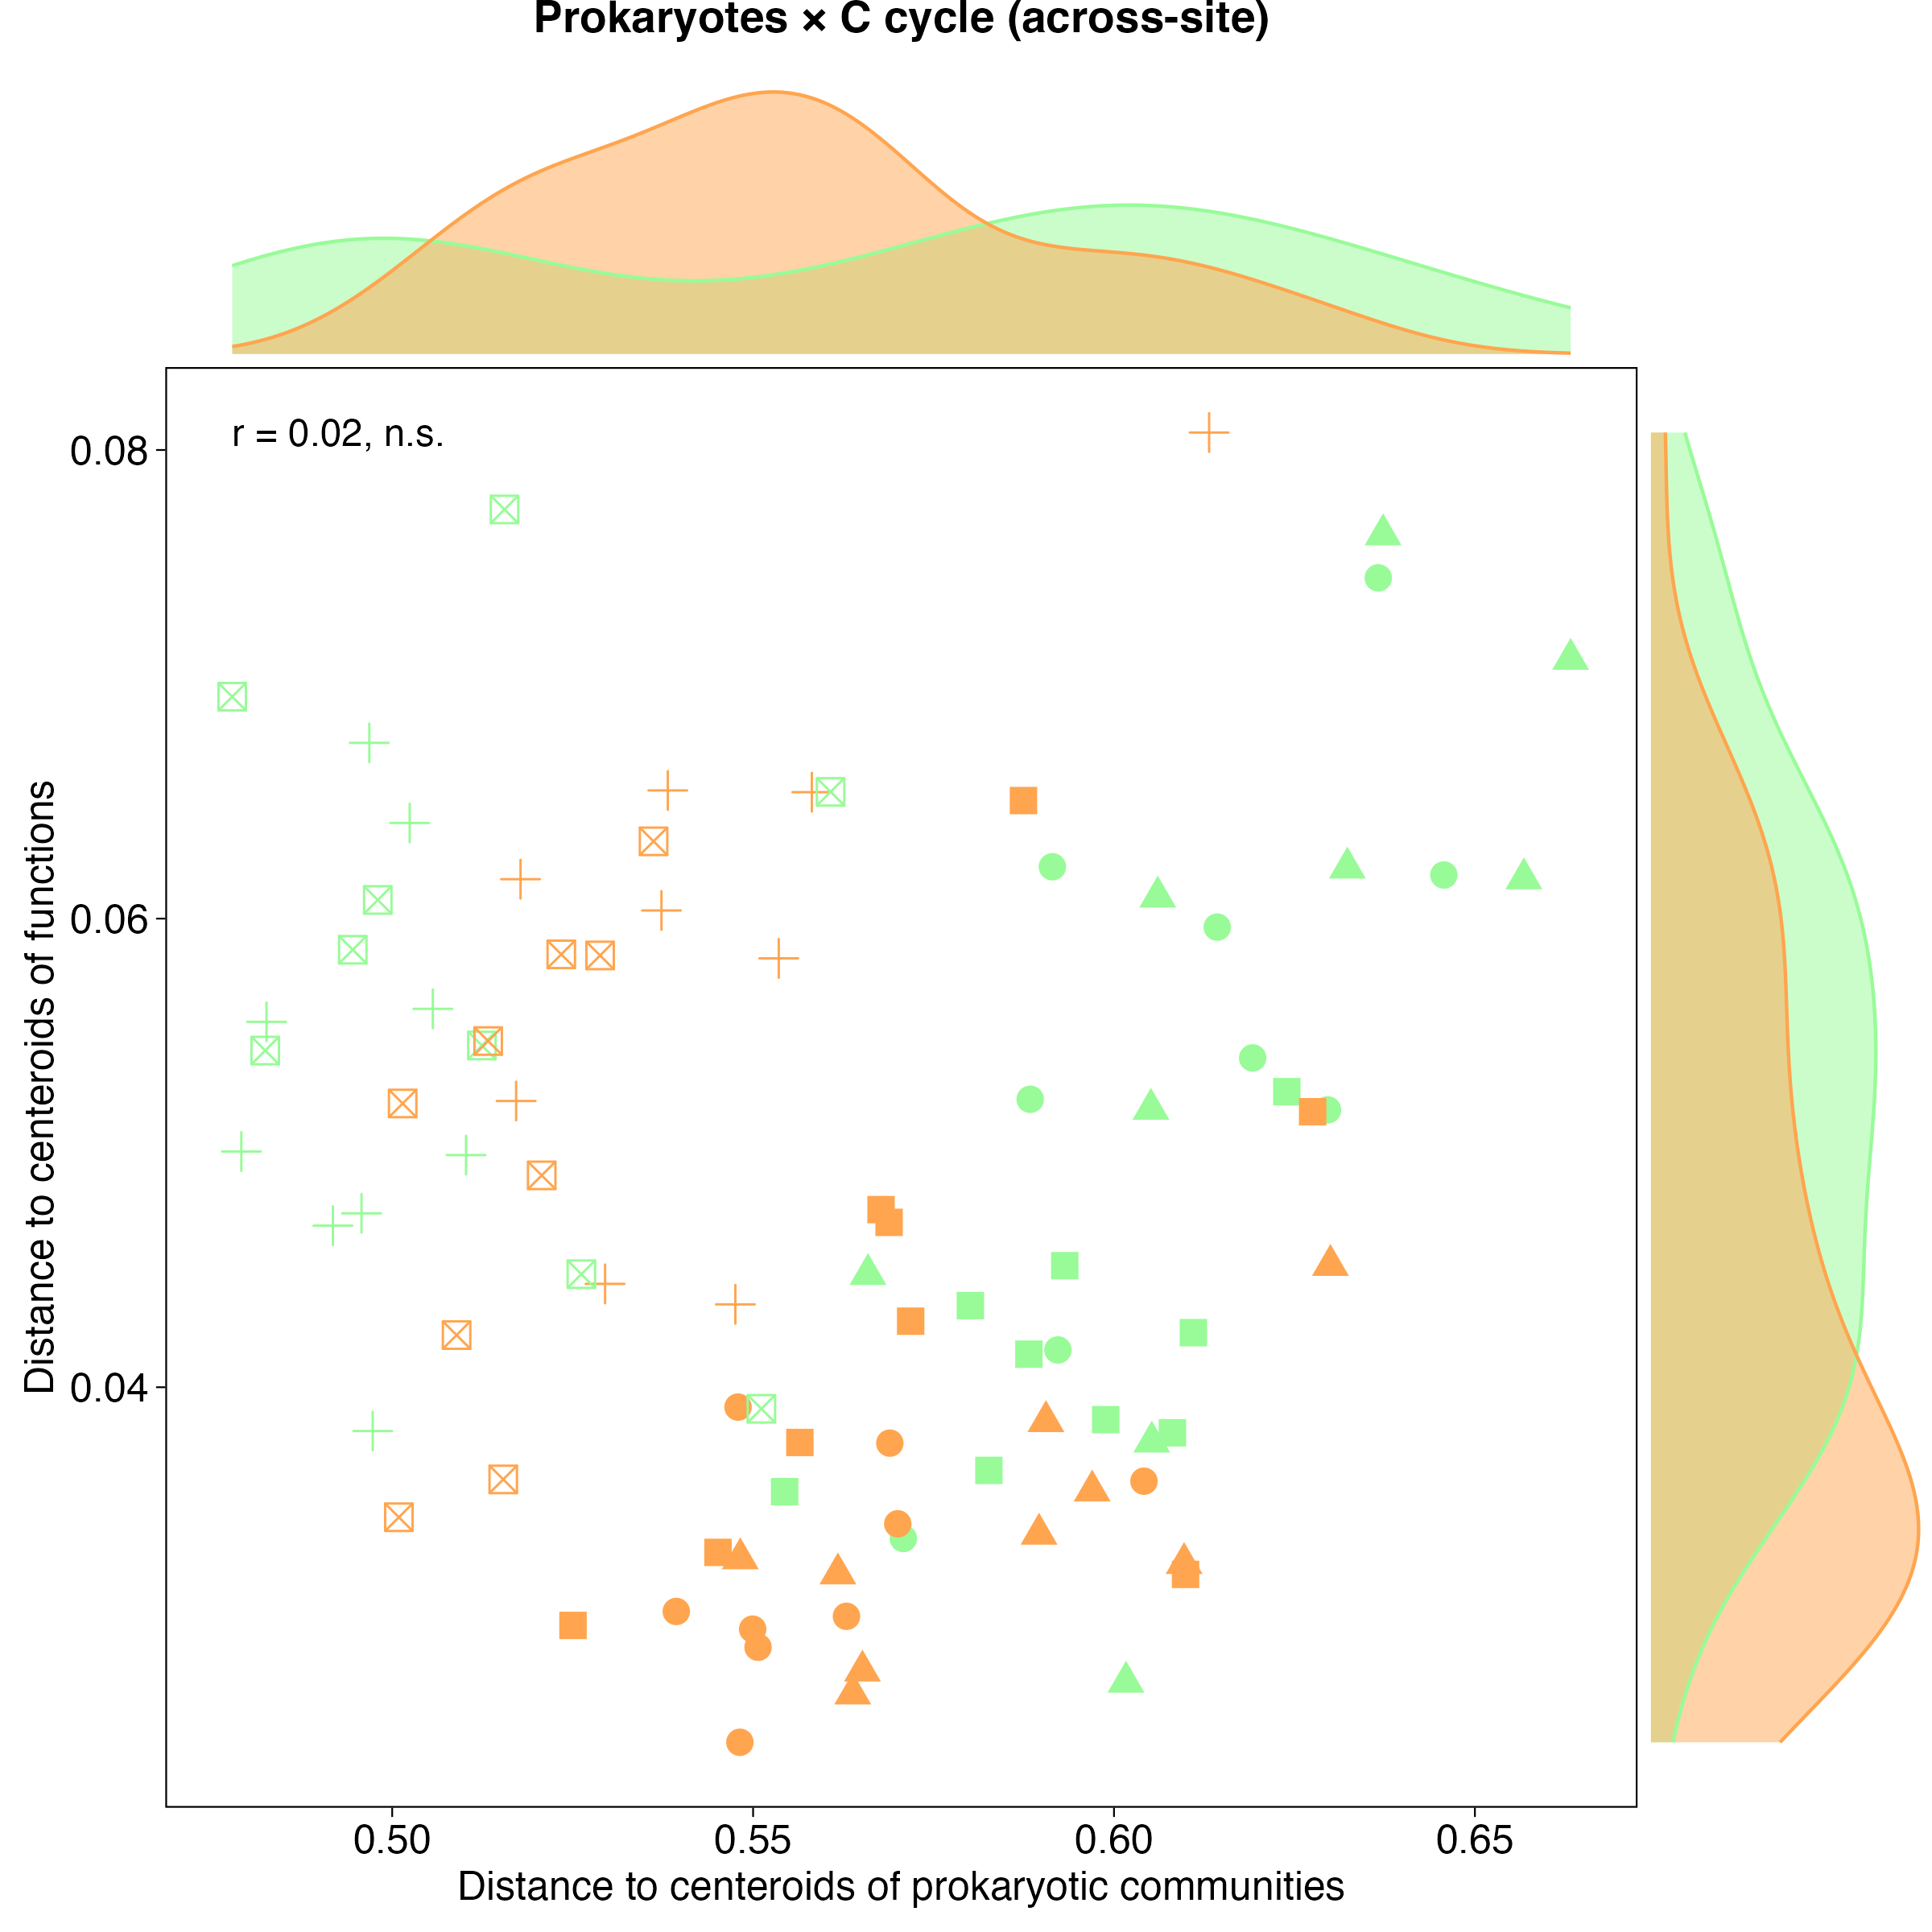 Prokaryotes × C cycle (across-site)
r = 0.02, n.s.
0.08
0.06
0.04
Distance to centeroids of functions
0.50 0.55 0.60 0.65
Distance to centeroids of prokaryotic communities